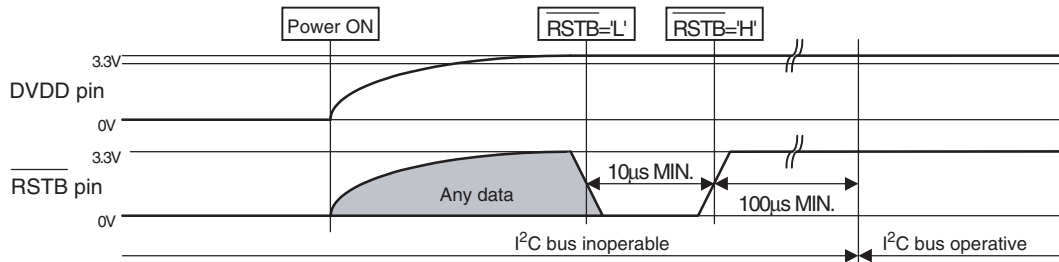 Power ON
RSTB='L'
RSTB='H'
3.3V
DVDD pin
0V
3.3V
RSTB pin
Any data
10µs MIN.
100µs MIN.
0V
I²C bus inoperable
I²C bus operative